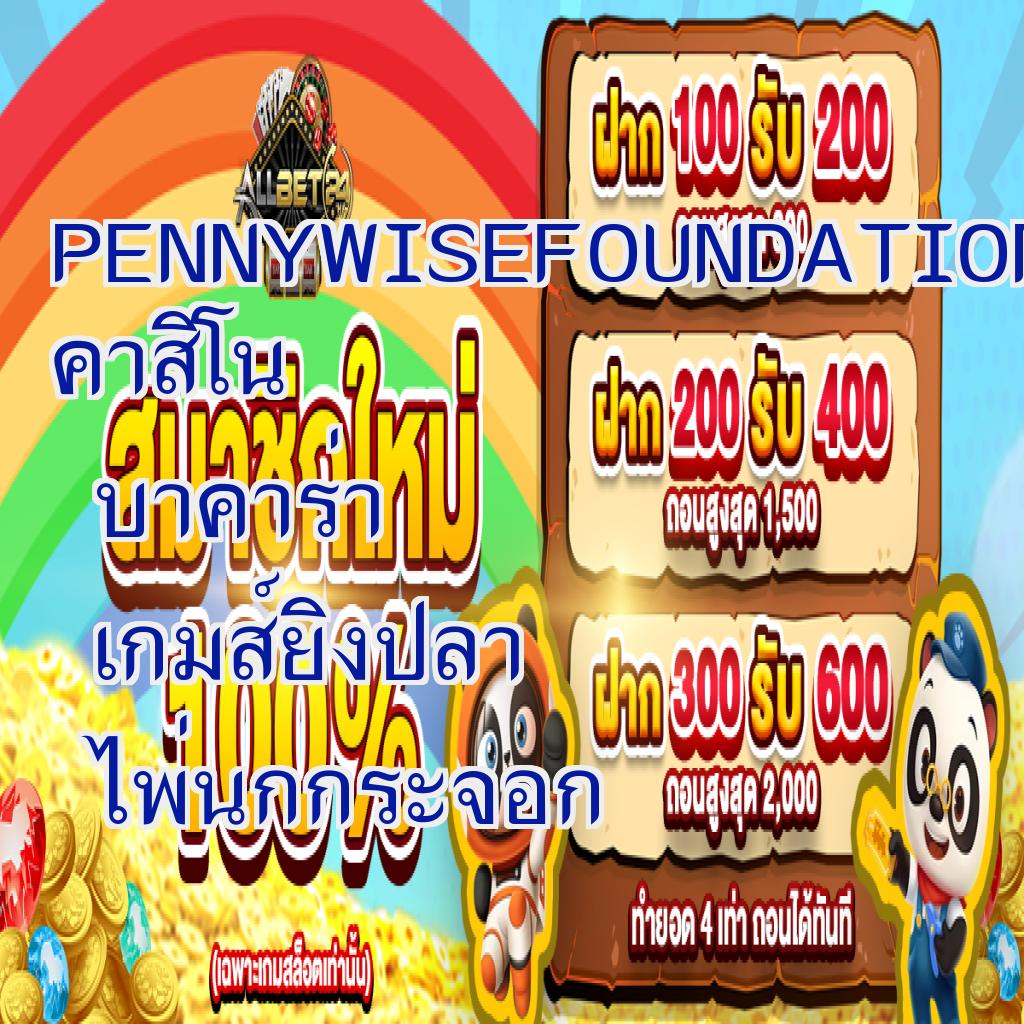 ALLBET24
PENNYWISEFOUNDATION
คาสิโน
บาคาร่า
เกมส์ยิงปลา
ไพ่นกกระจอก
สมาชิกใหม่
100%
(เฉพาะเกมสล็อตเท่านั้น)
ฝาก 100 รับ 200
ฝาก 200 รับ 400
ถอนสูงสุด 1,500
ฝาก 300 รับ 600
ถอนสูงสุด 2,000
ทำยอด 4 เท่า ถอนได้ทันที